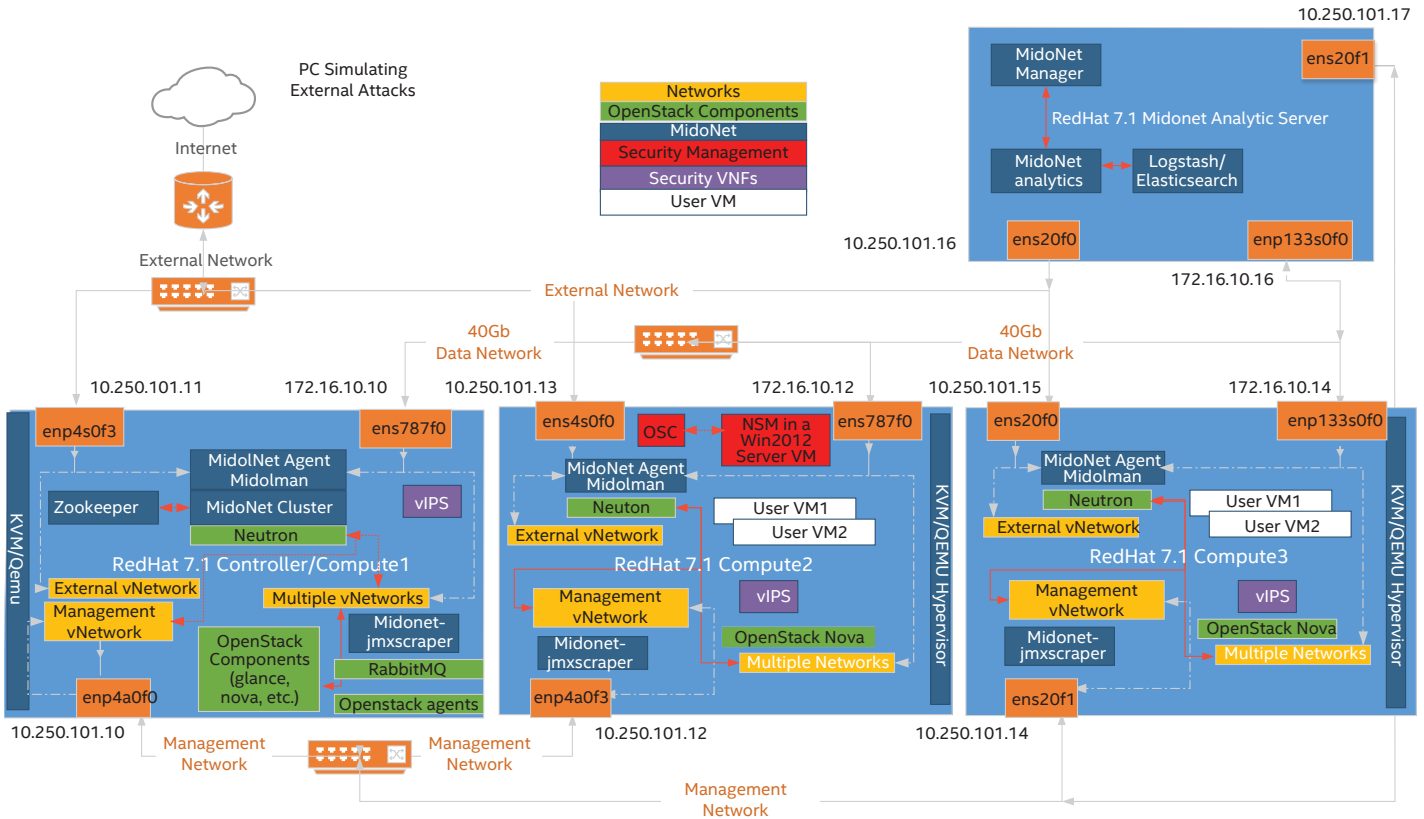 10.250.101.17
PC Simulating
External Attacks
Internet
External Network
Networks
OpenStack Components
MidoNet
Security Management
Security VNFs
User VM
MidoNet
Manager
ens20f1
RedHat 7.1 Midonet Analytic Server
MidoNet
analytics
Logstash/
Elasticsearch
ens20f0
enp133s0f0
10.250.101.16
172.16.10.16
External Network
40Gb
Data Network
40Gb
Data Network
10.250.101.11
172.16.10.10
10.250.101.13
172.16.10.12
10.250.101.15
172.16.10.14
KVM/Qemu
enp4s0f3
ens787f0
MidolNet Agent
Midolman
Zookeeper
MidoNet Cluster
vIPS
Neutron
RedHat 7.1 Controller/Compute1
External vNetwork
Management
vNetwork
Multiple vNetworks
Midonet-
jmxscraper
OpenStack
Components
(glance,
nova, etc.)
RabbitMQ
Openstack agents
enp4a0f0
10.250.101.10
ens4s0f0
OSC
NSM in a
Win2012
Server VM
ens787f0
MidoNet Agent
Midolman
Neuton
User VM1
User VM2
External vNetwork
RedHat 7.1 Compute2
Management
vNetwork
vIPS
Midonet-
jmxscraper
OpenStack Nova
Multiple Networks
enp4a0f3
KVM/QEMU Hypervisor
10.250.101.12
ens20f0
enp133s0f0
MidoNet Agent
Midolman
Neutron
User VM1
User VM2
External vNetwork
RedHat 7.1 Compute3
Management
vNetwork
vIPS
Midonet-
jmxscraper
OpenStack Nova
Multiple Networks
ens20f1
KVM/QEMU Hypervisor
10.250.101.14
Management
Network
Management
Network
Management
Network